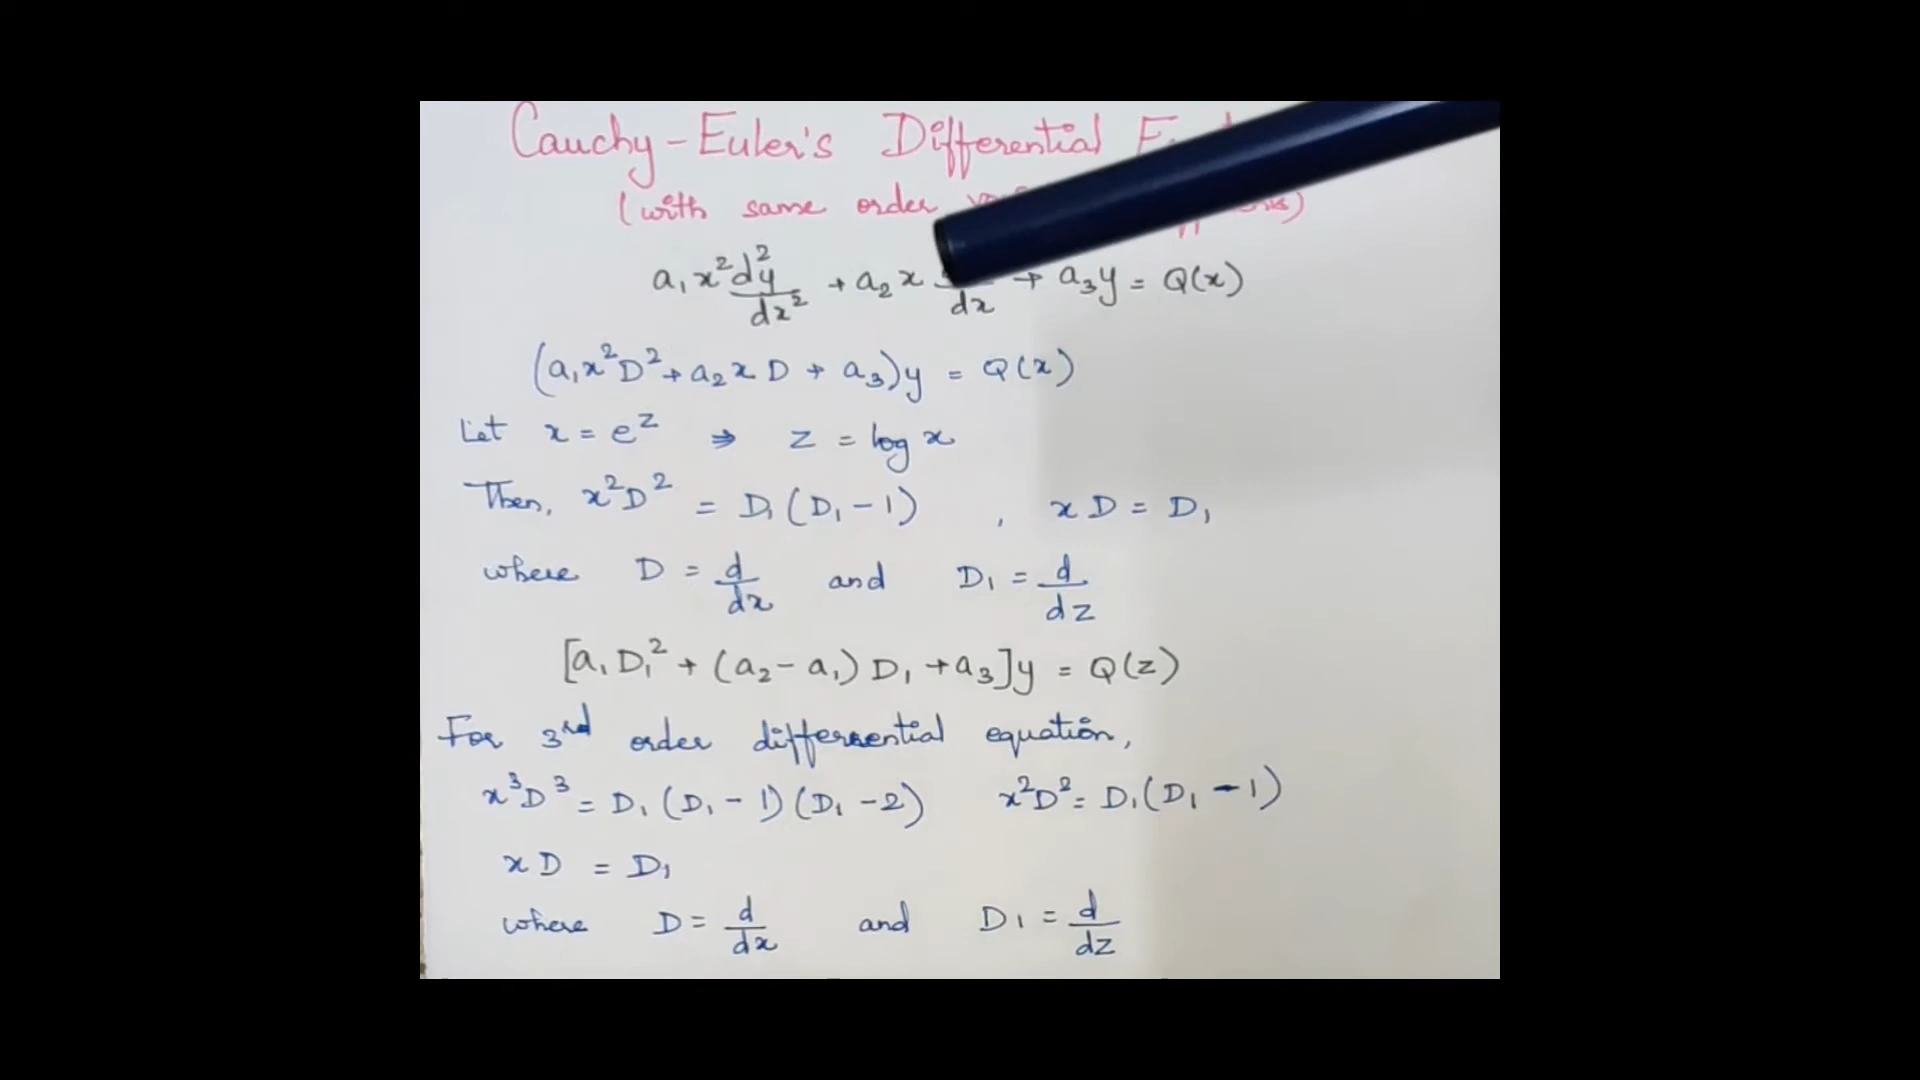 Cauchy-Euler's Differential
(with same order
a₁x² d²y/dx² + a₂x /dx + a₃y = Q(x)
(a₁x²D² + a₂xD + a₃)y = Q(x)
Let x = e^z ⇒ z = log x
Then, x²D² = D₁(D₁-1) , xD = D₁
where D = d/dx and D₁ = d/dz
[a₁D₁² + (a₂-a₁)D₁ + a₃]y = Q(z)
For 3rd order differential equation,
x³D³ = D₁(D₁-1)(D₁-2) x²D² = D₁(D₁-1)
xD = D₁
where D = d/dx and D₁ = d/dz